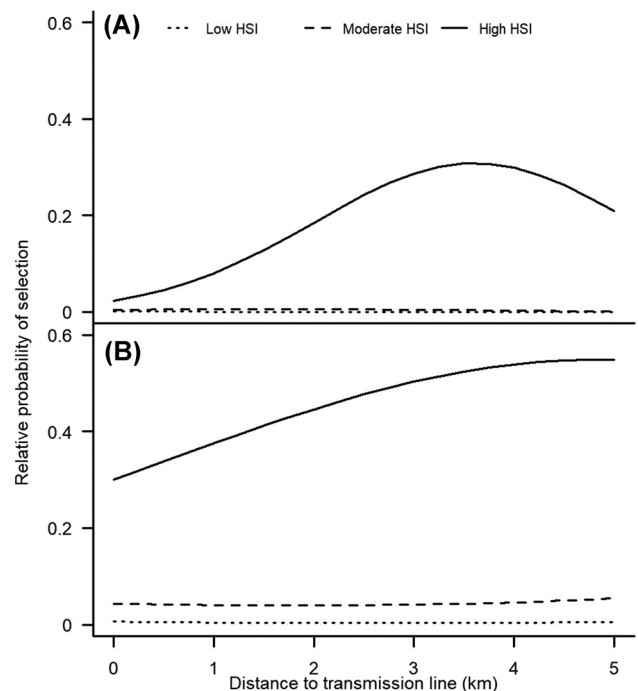 (A)
Low HSI
Moderate HSI
High HSI
0.6
0.4
0.2
0
(B)
0.6
0.4
0.2
0
Relative probability of selection
0 1 2 3 4 5
Distance to transmission line (km)